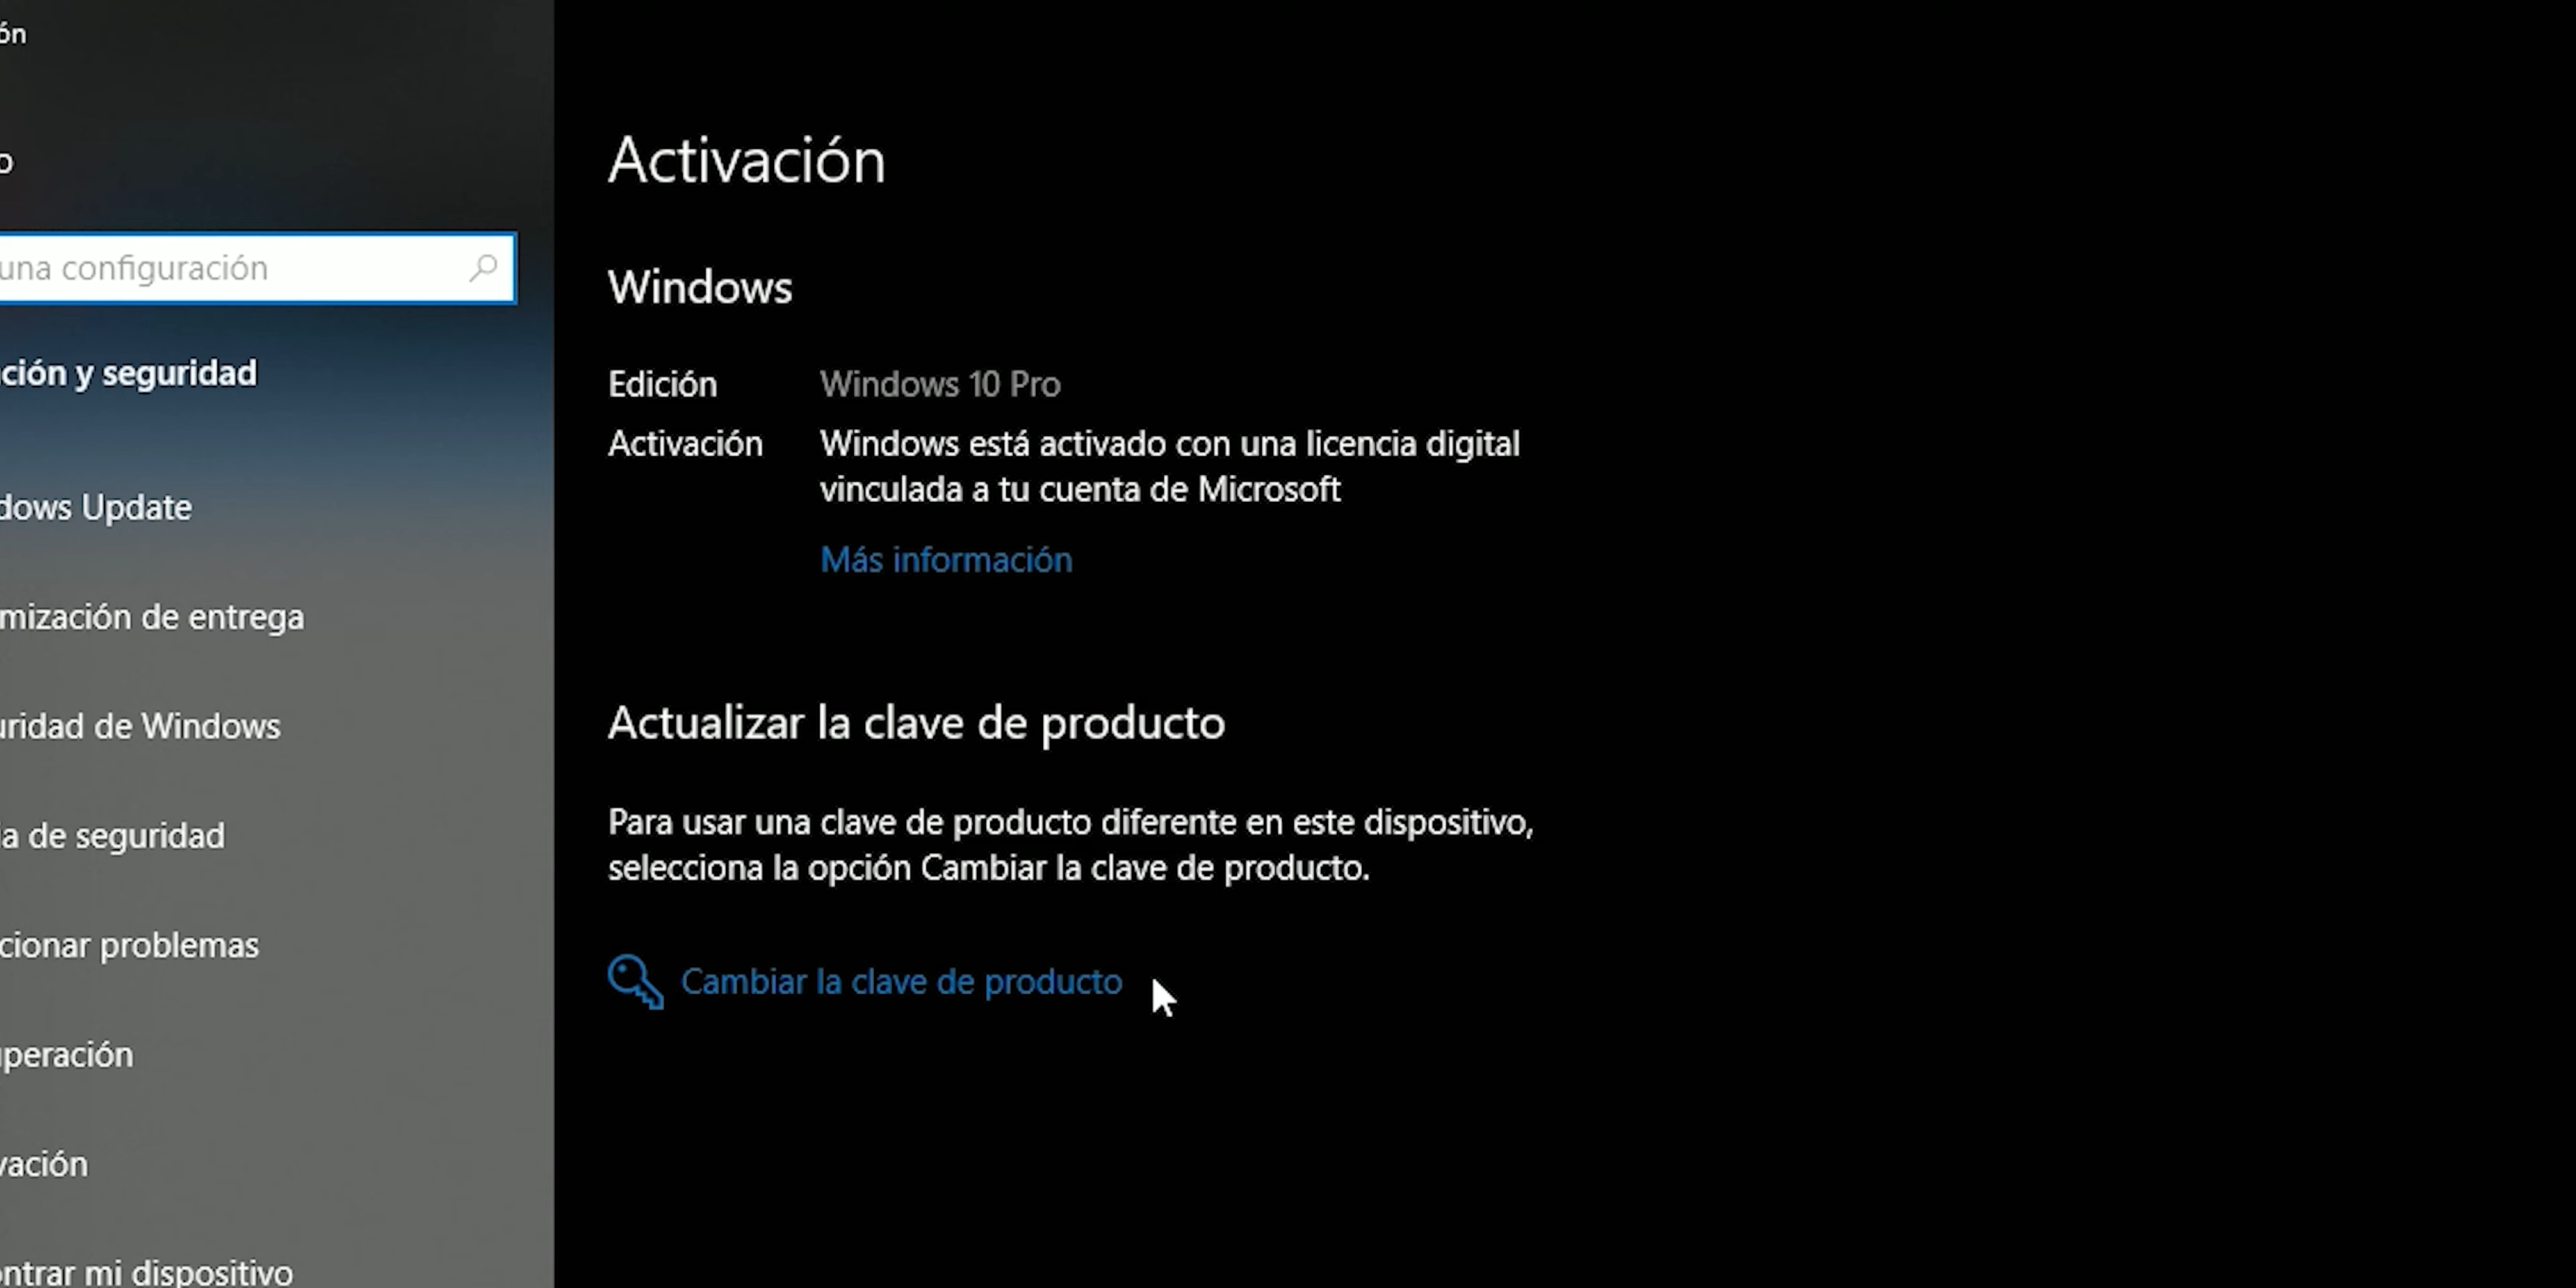 ón
o
una configuración
ción y seguridad
dows Update
mización de entrega
uridad de Windows
a de seguridad
cionar problemas
uperación
vación
ontrar mi dispositivo
Activación
Windows
Edición Windows 10 Pro
Activación Windows está activado con una licencia digital
vinculada a tu cuenta de Microsoft
Más información
Actualizar la clave de producto
Para usar una clave de producto diferente en este dispositivo,
selecciona la opción Cambiar la clave de producto.
Cambiar la clave de producto